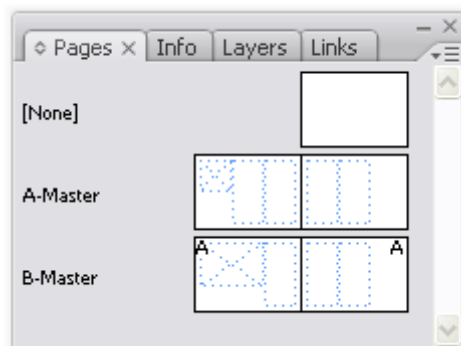 Pages Info Layers Links
[None]
A-Master
A A
B-Master